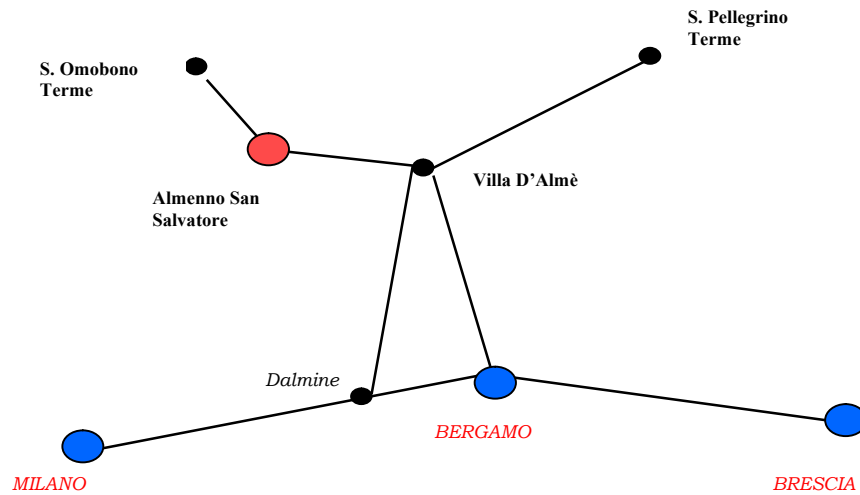 S. Pellegrino
Terme
S. Omobono
Terme
Villa D'Almè
Almenno San
Salvatore
Dalmine
BERGAMO
MILANO
BRESCIA